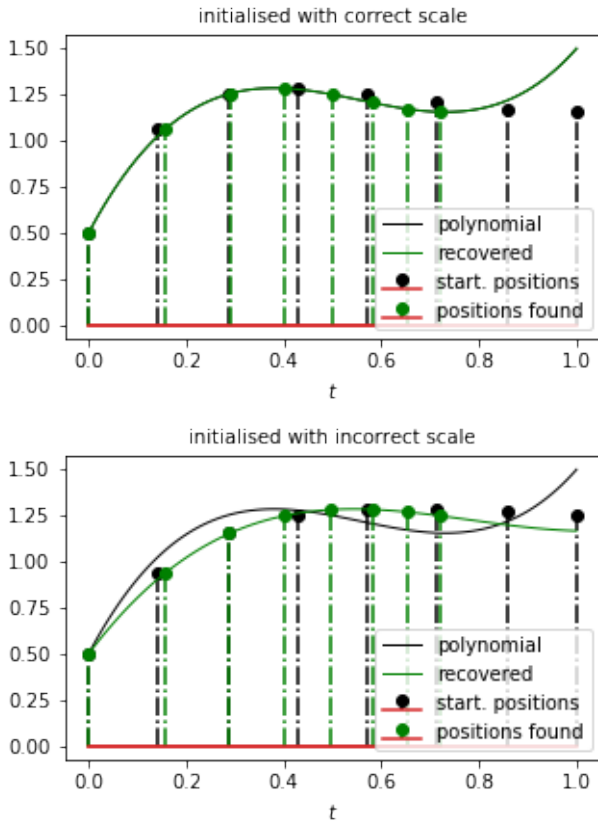 initialised with correct scale
1.50
1.25
1.00
0.75
0.50
0.25
0.00
polynomial
recovered
start. positions
positions found
0.0 0.2 0.4 0.6 0.8 1.0
t
initialised with incorrect scale
1.50
1.25
1.00
0.75
0.50
0.25
0.00
polynomial
recovered
start. positions
positions found
0.0 0.2 0.4 0.6 0.8 1.0
t